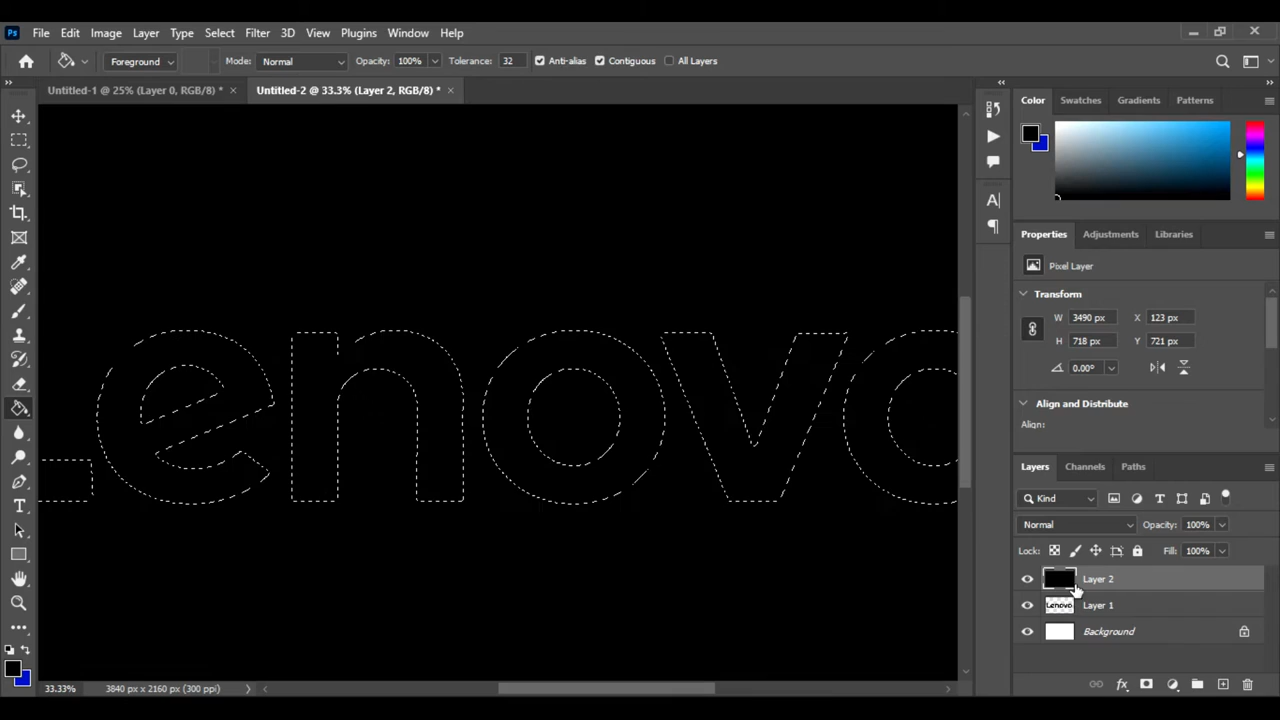 Ps File Edit Image Layer Type Select Filter 3D View Plugins Window Help
Foreground Mode: Normal Opacity: 100% Tolerance: 32 Anti-alias Contiguous All Layers
Untitled-1 @ 25% (Layer 0, RGB/8) * × Untitled-2 @ 33.3% (Layer 2, RGB/8) * ×
Color Swatches Gradients Patterns
Properties Adjustments Libraries
Pixel Layer
Transform
W 3490 px X 123 px
H 718 px Y 721 px
0.00°
Align and Distribute
Align:
Lenovo
Layers Channels Paths
Kind
Normal Opacity: 100%
Lock: Fill: 100%
Layer 2
Lenovo Layer 1
Background
33.33% 3840 px x 2160 px (300 ppi)